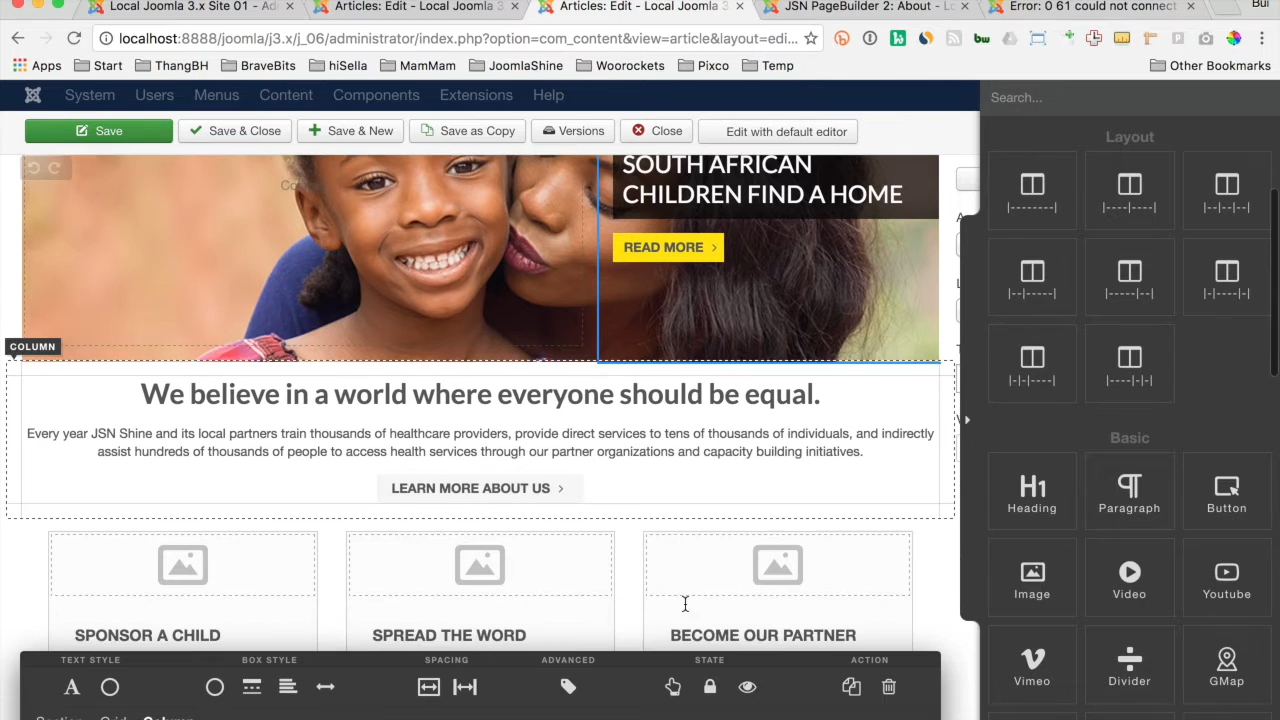 Local Joomla 3.x Site 01 - Ad
Articles: Edit - Local Joomla 3
Articles: Edit - Local Joomla 3
JSN PageBuilder 2: About - Lo
Error: 0 61 could not connect
Bui
localhost:8888/joomla/j3.x/j_06/administrator/index.php?option=com_content&view=article&layout=edi...
Apps Start ThangBH BraveBits hiSella MamMam JoomlaShine Woorockets Pixco Temp Other Bookmarks
System Users Menus Content Components Extensions Help
Search...
Save Save & Close Save & New Save as Copy Versions Close Edit with default editor
Layout
SOUTH AFRICAN
CHILDREN FIND A HOME
READ MORE
COLUMN
We believe in a world where everyone should be equal.
Every year JSN Shine and its local partners train thousands of healthcare providers, provide direct services to tens of thousands of individuals, and indirectly
assist hundreds of thousands of people to access health services through our partner organizations and capacity building initiatives.
LEARN MORE ABOUT US
Basic
Heading Paragraph Button
Image Video Youtube
Vimeo Divider GMap
SPONSOR A CHILD
SPREAD THE WORD
BECOME OUR PARTNER
TEXT STYLE BOX STYLE SPACING ADVANCED STATE ACTION
Section Grid Column